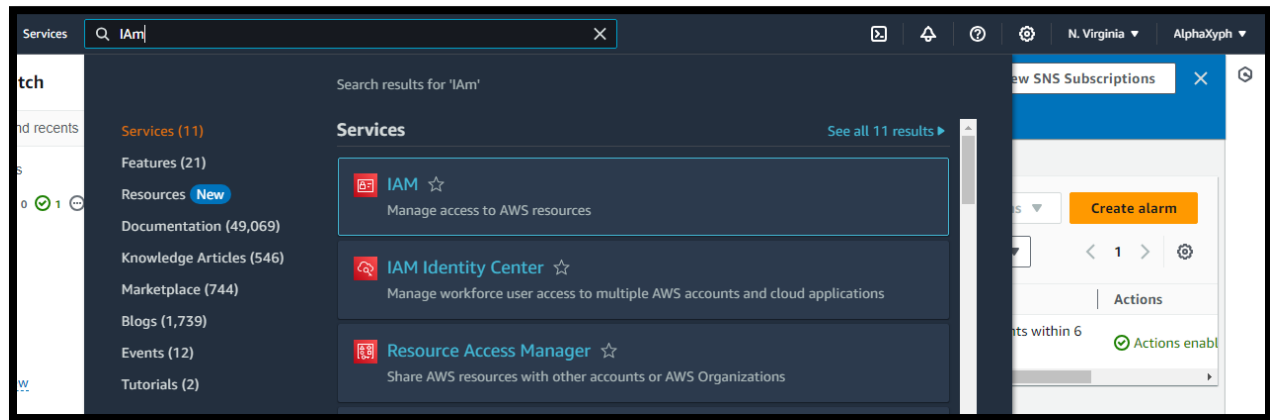 Services
IAm
N. Virginia ▼
AlphaXyph ▼
Search results for 'IAm'
Services (11)
Features (21)
Resources New
Documentation (49,069)
Knowledge Articles (546)
Marketplace (744)
Blogs (1,739)
Events (12)
Tutorials (2)
Services
See all 11 results ▶
IAM
Manage access to AWS resources
IAM Identity Center
Manage workforce user access to multiple AWS accounts and cloud applications
Resource Access Manager
Share AWS resources with other accounts or AWS Organizations
tch
nd recents
s
0 1
w
ew SNS Subscriptions
Create alarm
1
Actions
nts within 6
Actions enabl